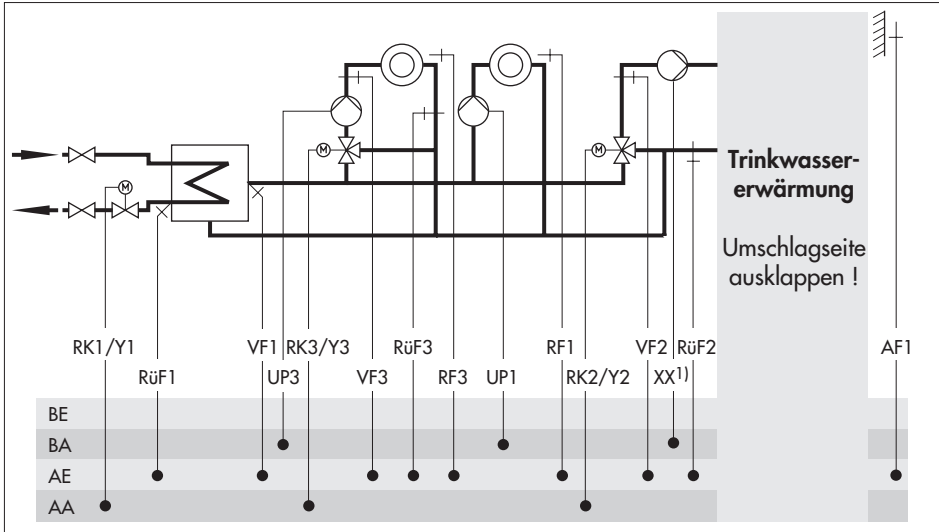 M
M
M
Trinkwasser-
erwärmung
Umschlagseite
ausklappen !
RK1/Y1 VF1 RK3/Y3 RüF3 RF1 VF2 RüF2 AF1
RüF1 UP3 VF3 RF3 UP1 RK2/Y2 XX1)
BE
BA
AE
AA